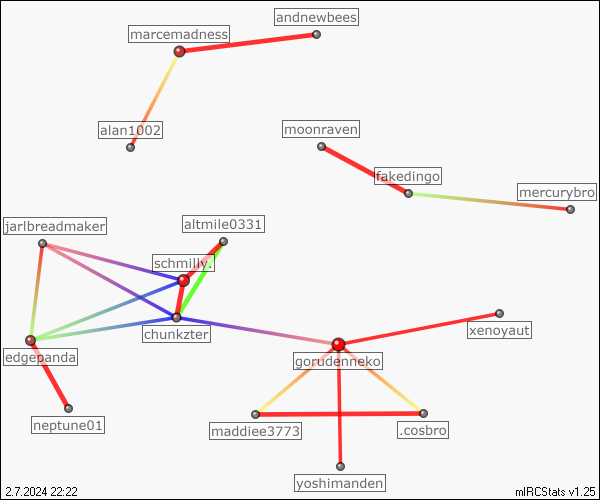 andnewbees
marcemadness
alan1002
moonraven
fakedingo
mercurybro
jarlbreadmaker
altmile0331
schmilly.
chunkzter
xenoyaut
edgepanda
gorudenneko
neptune01
maddiee3773
.cosbro
yoshimanden
2.7.2024 22:22
mIRCStats v1.25